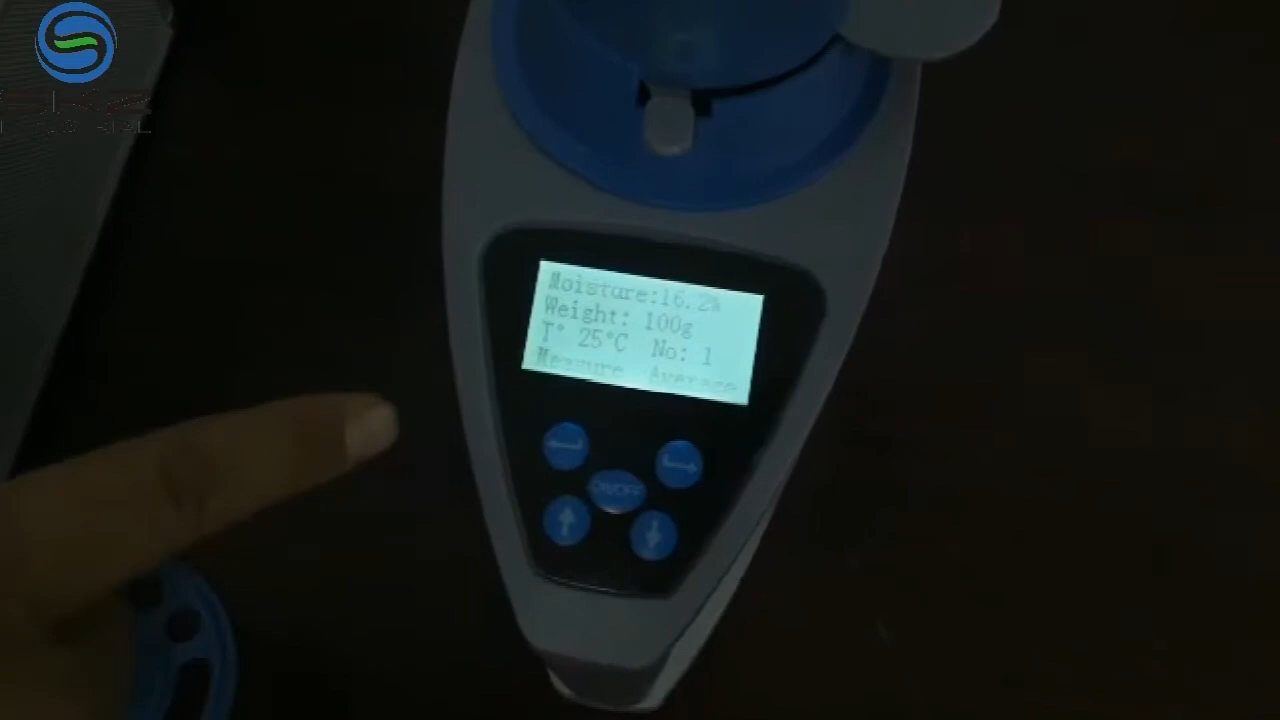 Moisture:16.2%
Weight: 100g
T° 25°C No: 1
Measure Average
ON/OFF